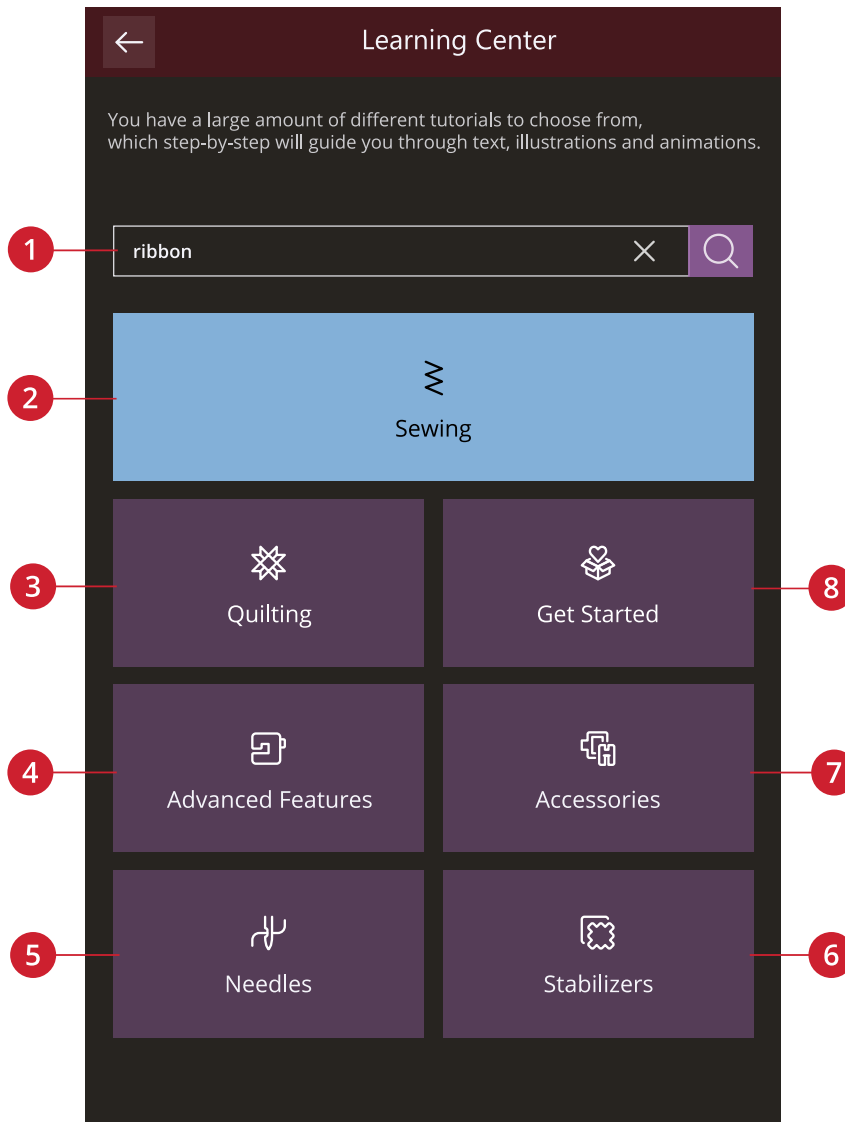 Learning Center
You have a large amount of different tutorials to choose from,
which step-by-step will guide you through text, illustrations and animations.
1
ribbon
2
Sewing
3
Quilting
Get Started
8
4
Advanced Features
Accessories
7
5
Needles
Stabilizers
6